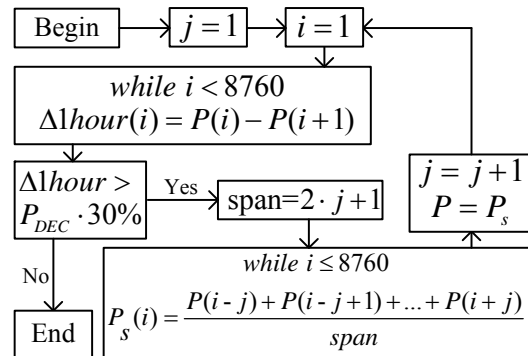 Begin
j = 1
i = 1
while i < 8760
Δ1hour(i) = P(i) − P(i+1)
Δ1hour >
P_DEC · 30%
Yes
span=2 · j+1
j = j+1
P = P_s
No
End
while i ≤ 8760
P_s(i) = (P(i - j) + P(i - j+1) + ... + P(i + j)) / span